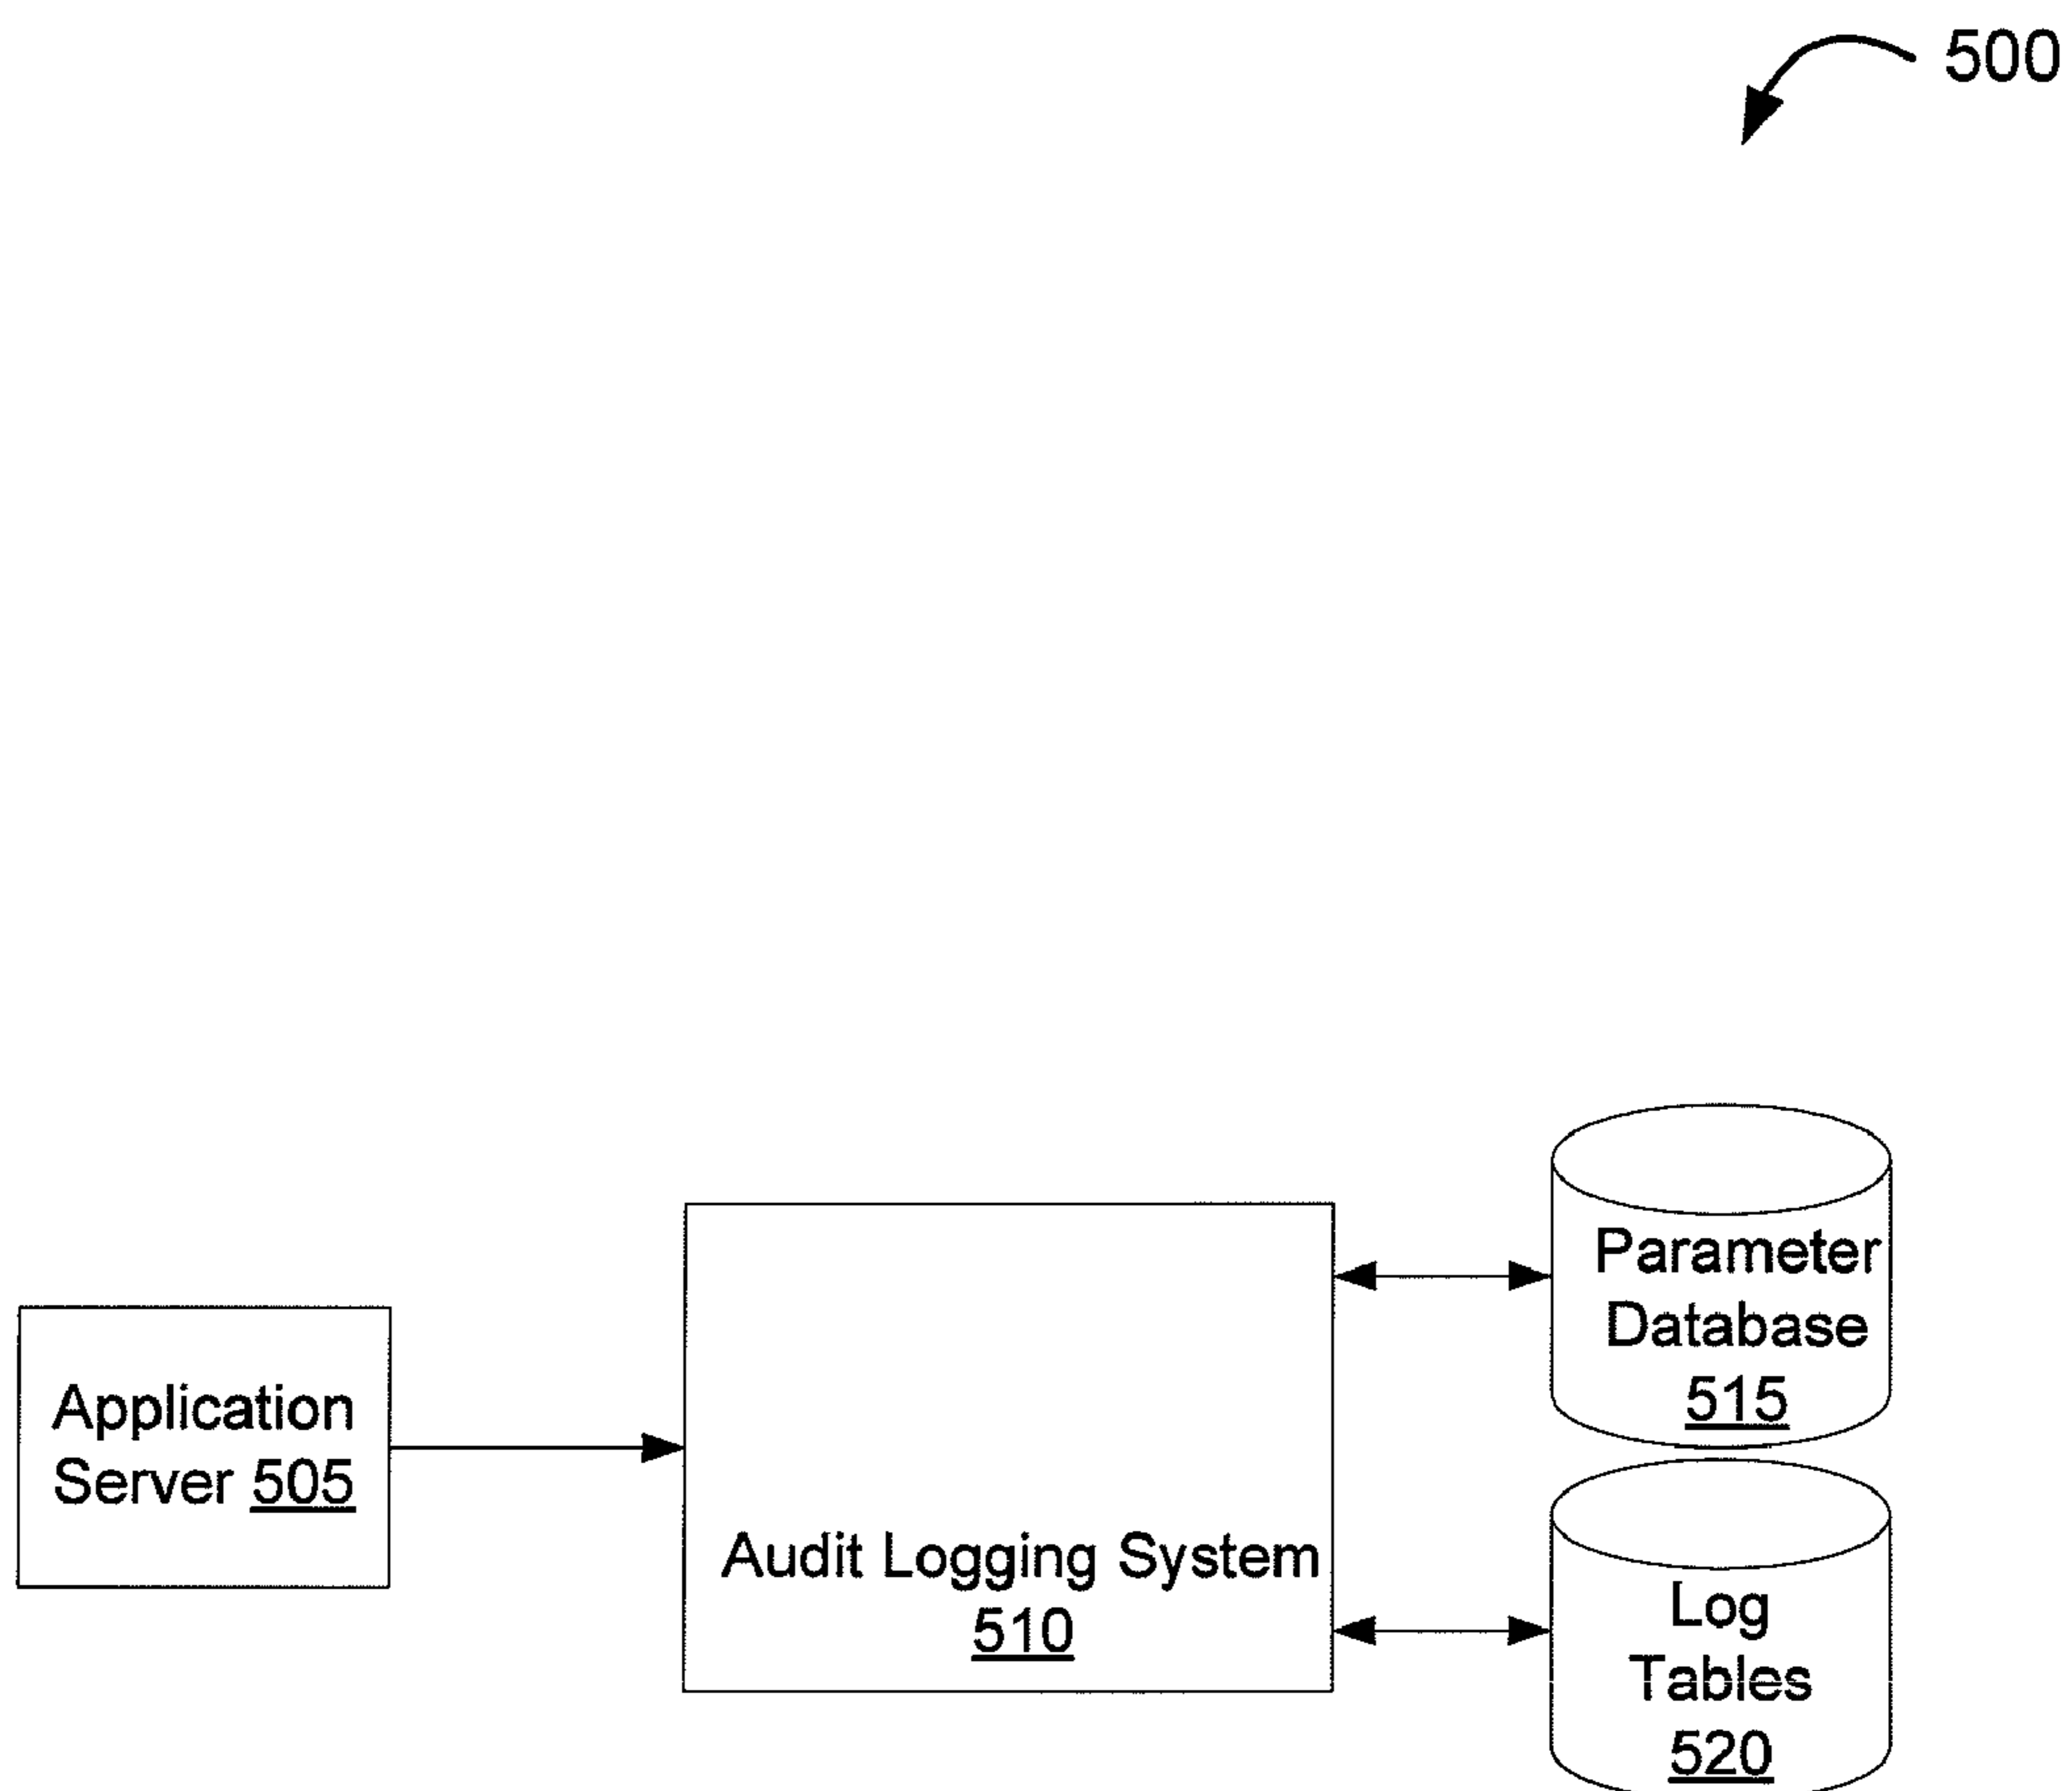 500
Parameter
Database
515
Application
Server 505
Audit Logging System
510
Log
Tables
520